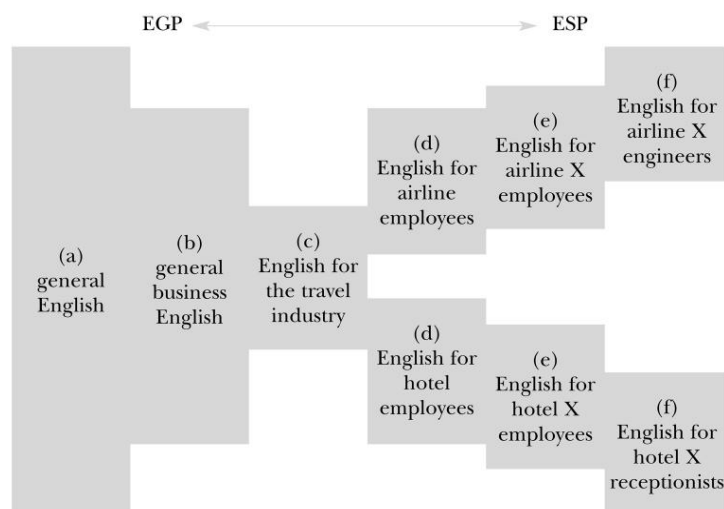 EGP
ESP
(a)
general
English
(b)
general
business
English
(c)
English for
the travel
industry
(d)
English for
airline
employees
(e)
English for
airline X
employees
(f)
English for
airline X
engineers
(d)
English for
hotel
employees
(e)
English for
hotel X
employees
(f)
English for
hotel X
receptionists